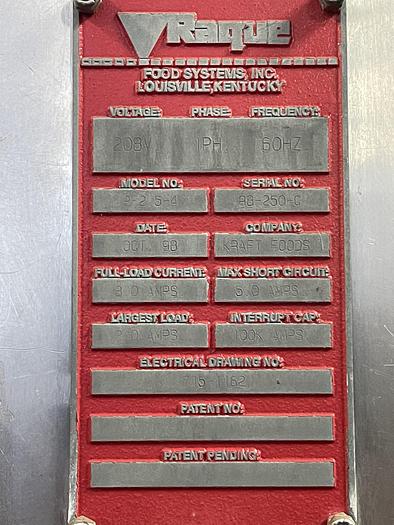 Raque
FOOD SYSTEMS, INC.
LOUISVILLE, KENTUCKY
VOLTAGE: PHASE: FREQUENCY:
208V 1PH 60HZ
MODEL NO.: SERIAL NO.:
98-250-C
DATE: COMPANY:
OCT. 98 KRAFT FOODS
FULL-LOAD CURRENT: MAX SHORT CIRCUIT:
AMPS AMPS
LARGEST LOAD: INTERRUPT CAP.:
AMPS 100K AMPS
ELECTRICAL DRAWING NO.:
PATENT NO.:
PATENT PENDING: